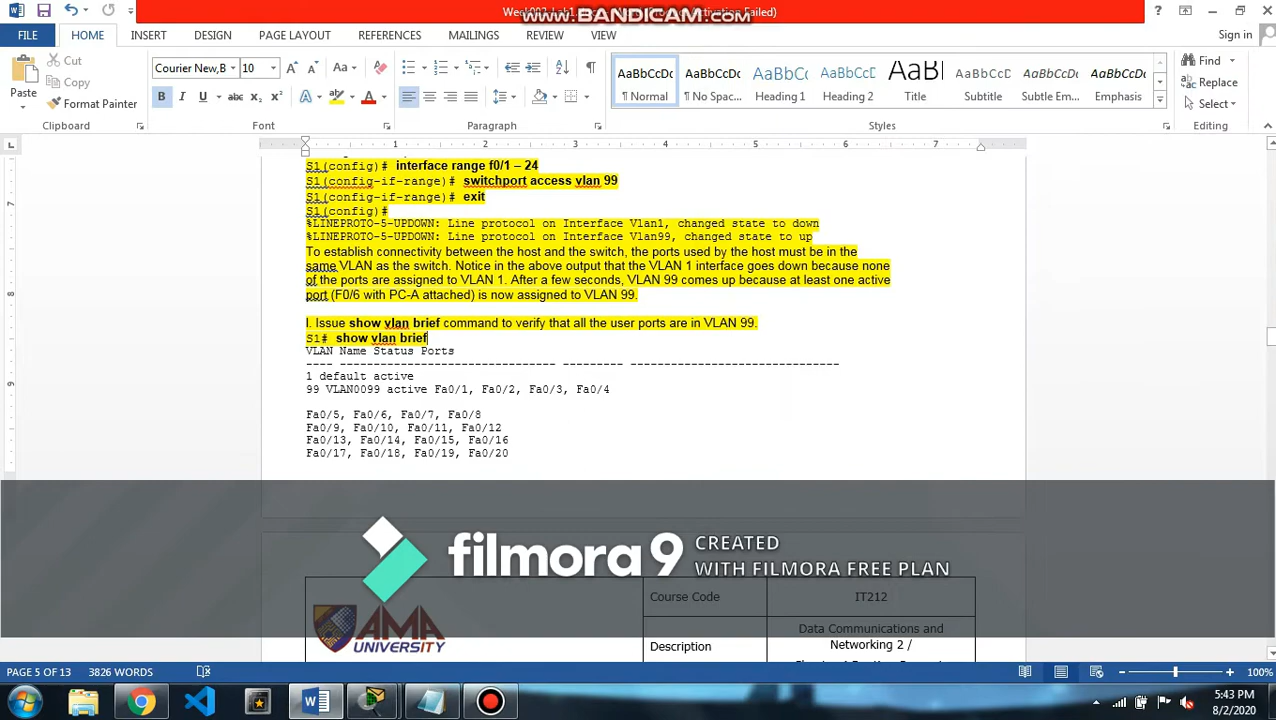 Week002-Lab1
Activation Failed)
www.BANDICAM.com
Sign in
FILE HOME INSERT DESIGN PAGE LAYOUT REFERENCES MAILINGS REVIEW VIEW
Paste
Cut
Copy
Format Painter
Clipboard
Courier New,B 10
Font
Paragraph
AaBbCcDc AaBbCcDc AaBbCc AaBbCcD AaBl AaBbCcD AaBbCcDc AaBbCcDc
¶ Normal ¶ No Spac... Heading 1 Heading 2 Title Subtitle Subtle Em... Emphasis
Styles
Find
Replace
Select
Editing
1 2 3 4 5 6 7
S1(config)# interface range f0/1 – 24
S1(config-if-range)# switchport access vlan 99
S1(config-if-range)# exit
S1(config)#
%LINEPROTO-5-UPDOWN: Line protocol on Interface Vlan1, changed state to down
%LINEPROTO-5-UPDOWN: Line protocol on Interface Vlan99, changed state to up
To establish connectivity between the host and the switch, the ports used by the host must be in the
same VLAN as the switch. Notice in the above output that the VLAN 1 interface goes down because none
of the ports are assigned to VLAN 1. After a few seconds, VLAN 99 comes up because at least one active
port (F0/6 with PC-A attached) is now assigned to VLAN 99.
l. Issue show vlan brief command to verify that all the user ports are in VLAN 99.
S1# show vlan brief
VLAN Name Status Ports
---- -------------------------------- --------- -------------------------------
1 default active
99 VLAN0099 active Fa0/1, Fa0/2, Fa0/3, Fa0/4
Fa0/5, Fa0/6, Fa0/7, Fa0/8
Fa0/9, Fa0/10, Fa0/11, Fa0/12
Fa0/13, Fa0/14, Fa0/15, Fa0/16
Fa0/17, Fa0/18, Fa0/19, Fa0/20
filmora 9
CREATED
WITH FILMORA FREE PLAN
AMA
UNIVERSITY
Course Code IT212
Description
Data Communications and
Networking 2 /
PAGE 5 OF 13 3826 WORDS
100%
5:43 PM
8/2/2020